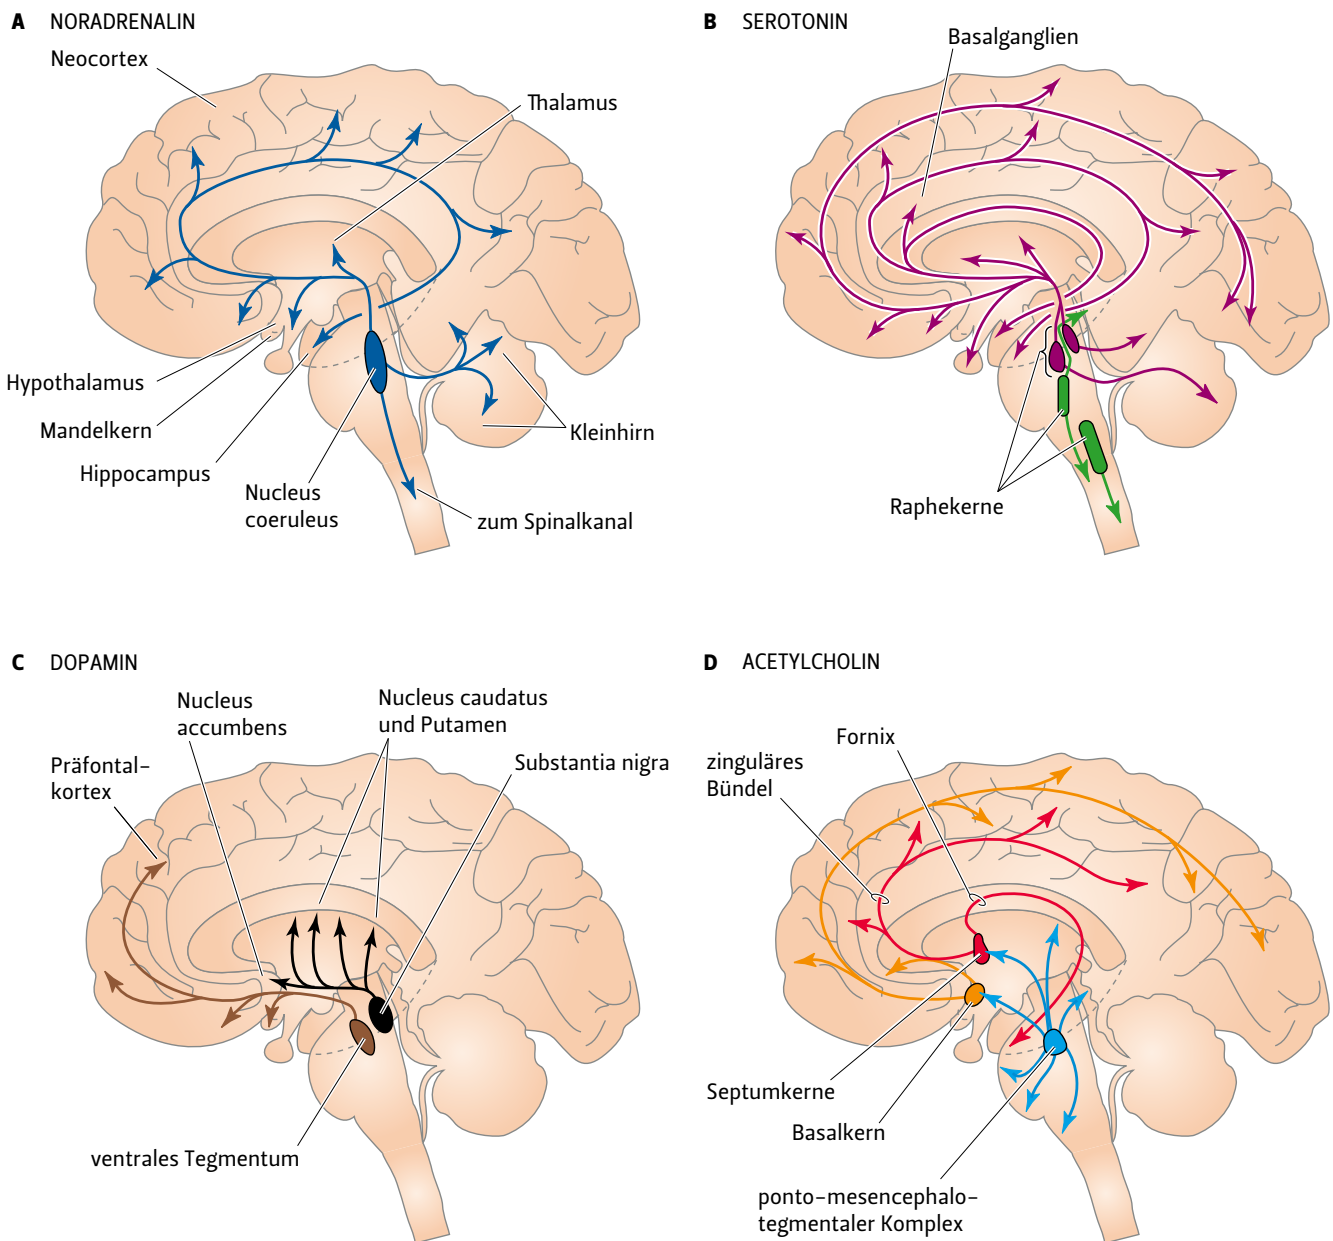 A NORADRENALIN
Neocortex
Thalamus
Hypothalamus
Mandelkern
Hippocampus
Nucleus
coeruleus
Kleinhirn
zum Spinalkanal
B SEROTONIN
Basalganglien
Raphekerne
C DOPAMIN
Nucleus
accumbens
Nucleus caudatus
und Putamen
Präfontal-
kortex
Substantia nigra
ventrales Tegmentum
D ACETYLCHOLIN
Fornix
zinguläres
Bündel
Septumkerne
Basalkern
ponto-mesencephalo-
tegmentaler Komplex